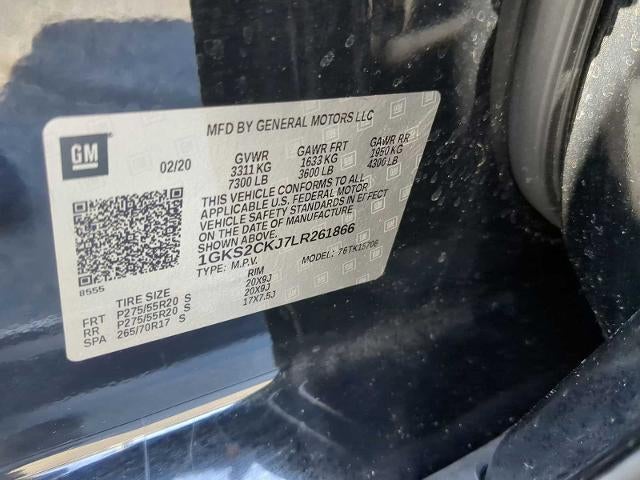 MFD BY GENERAL MOTORS LLC
GM
02/20
GVWR GAWR FRT GAWR RR
3311 KG 1633 KG 1950 KG
7300 LB 3600 LB 4300 LB
THIS VEHICLE CONFORMS TO ALL
APPLICABLE U.S. FEDERAL MOTOR
VEHICLE SAFETY STANDARDS IN EFFECT
ON THE DATE OF MANUFACTURE
SHOWN ABOVE.
1GKS2CKJ7LR261866
TYPE: M.P.V. MODEL: 76TK15706
8555
TIRE SIZE RIM
FRT P275/55R20 S 20X9J
RR P275/55R20 S 20X9J
SPA 265/70R17 S 17X7.5J